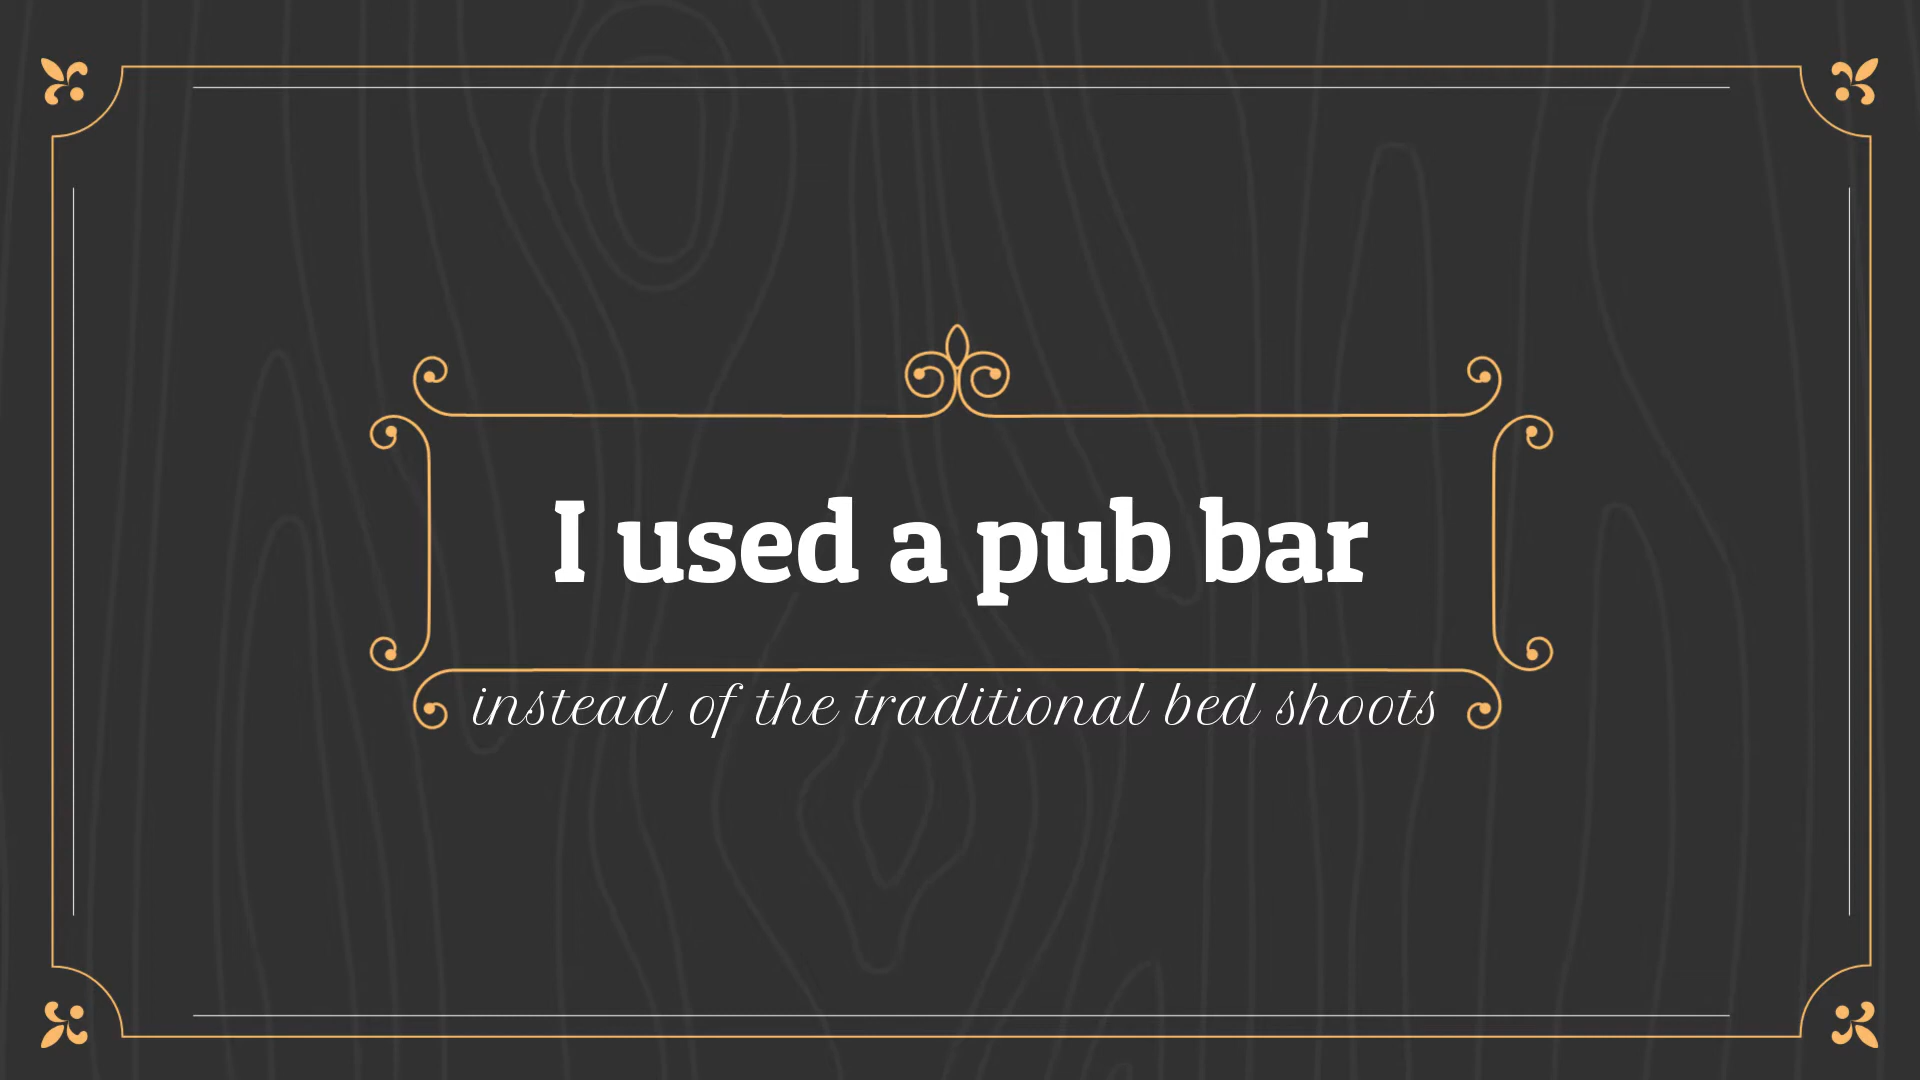 I used a pub bar
instead of the traditional bed shoots